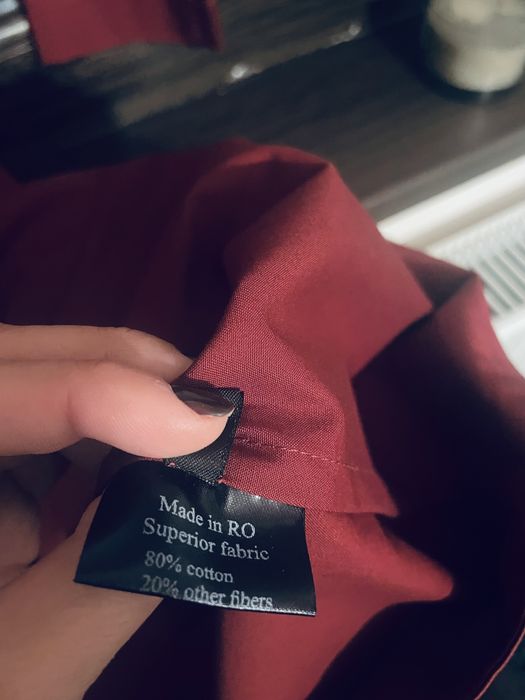 Made in RO
Superior fabric
80% cotton
20% other fibers